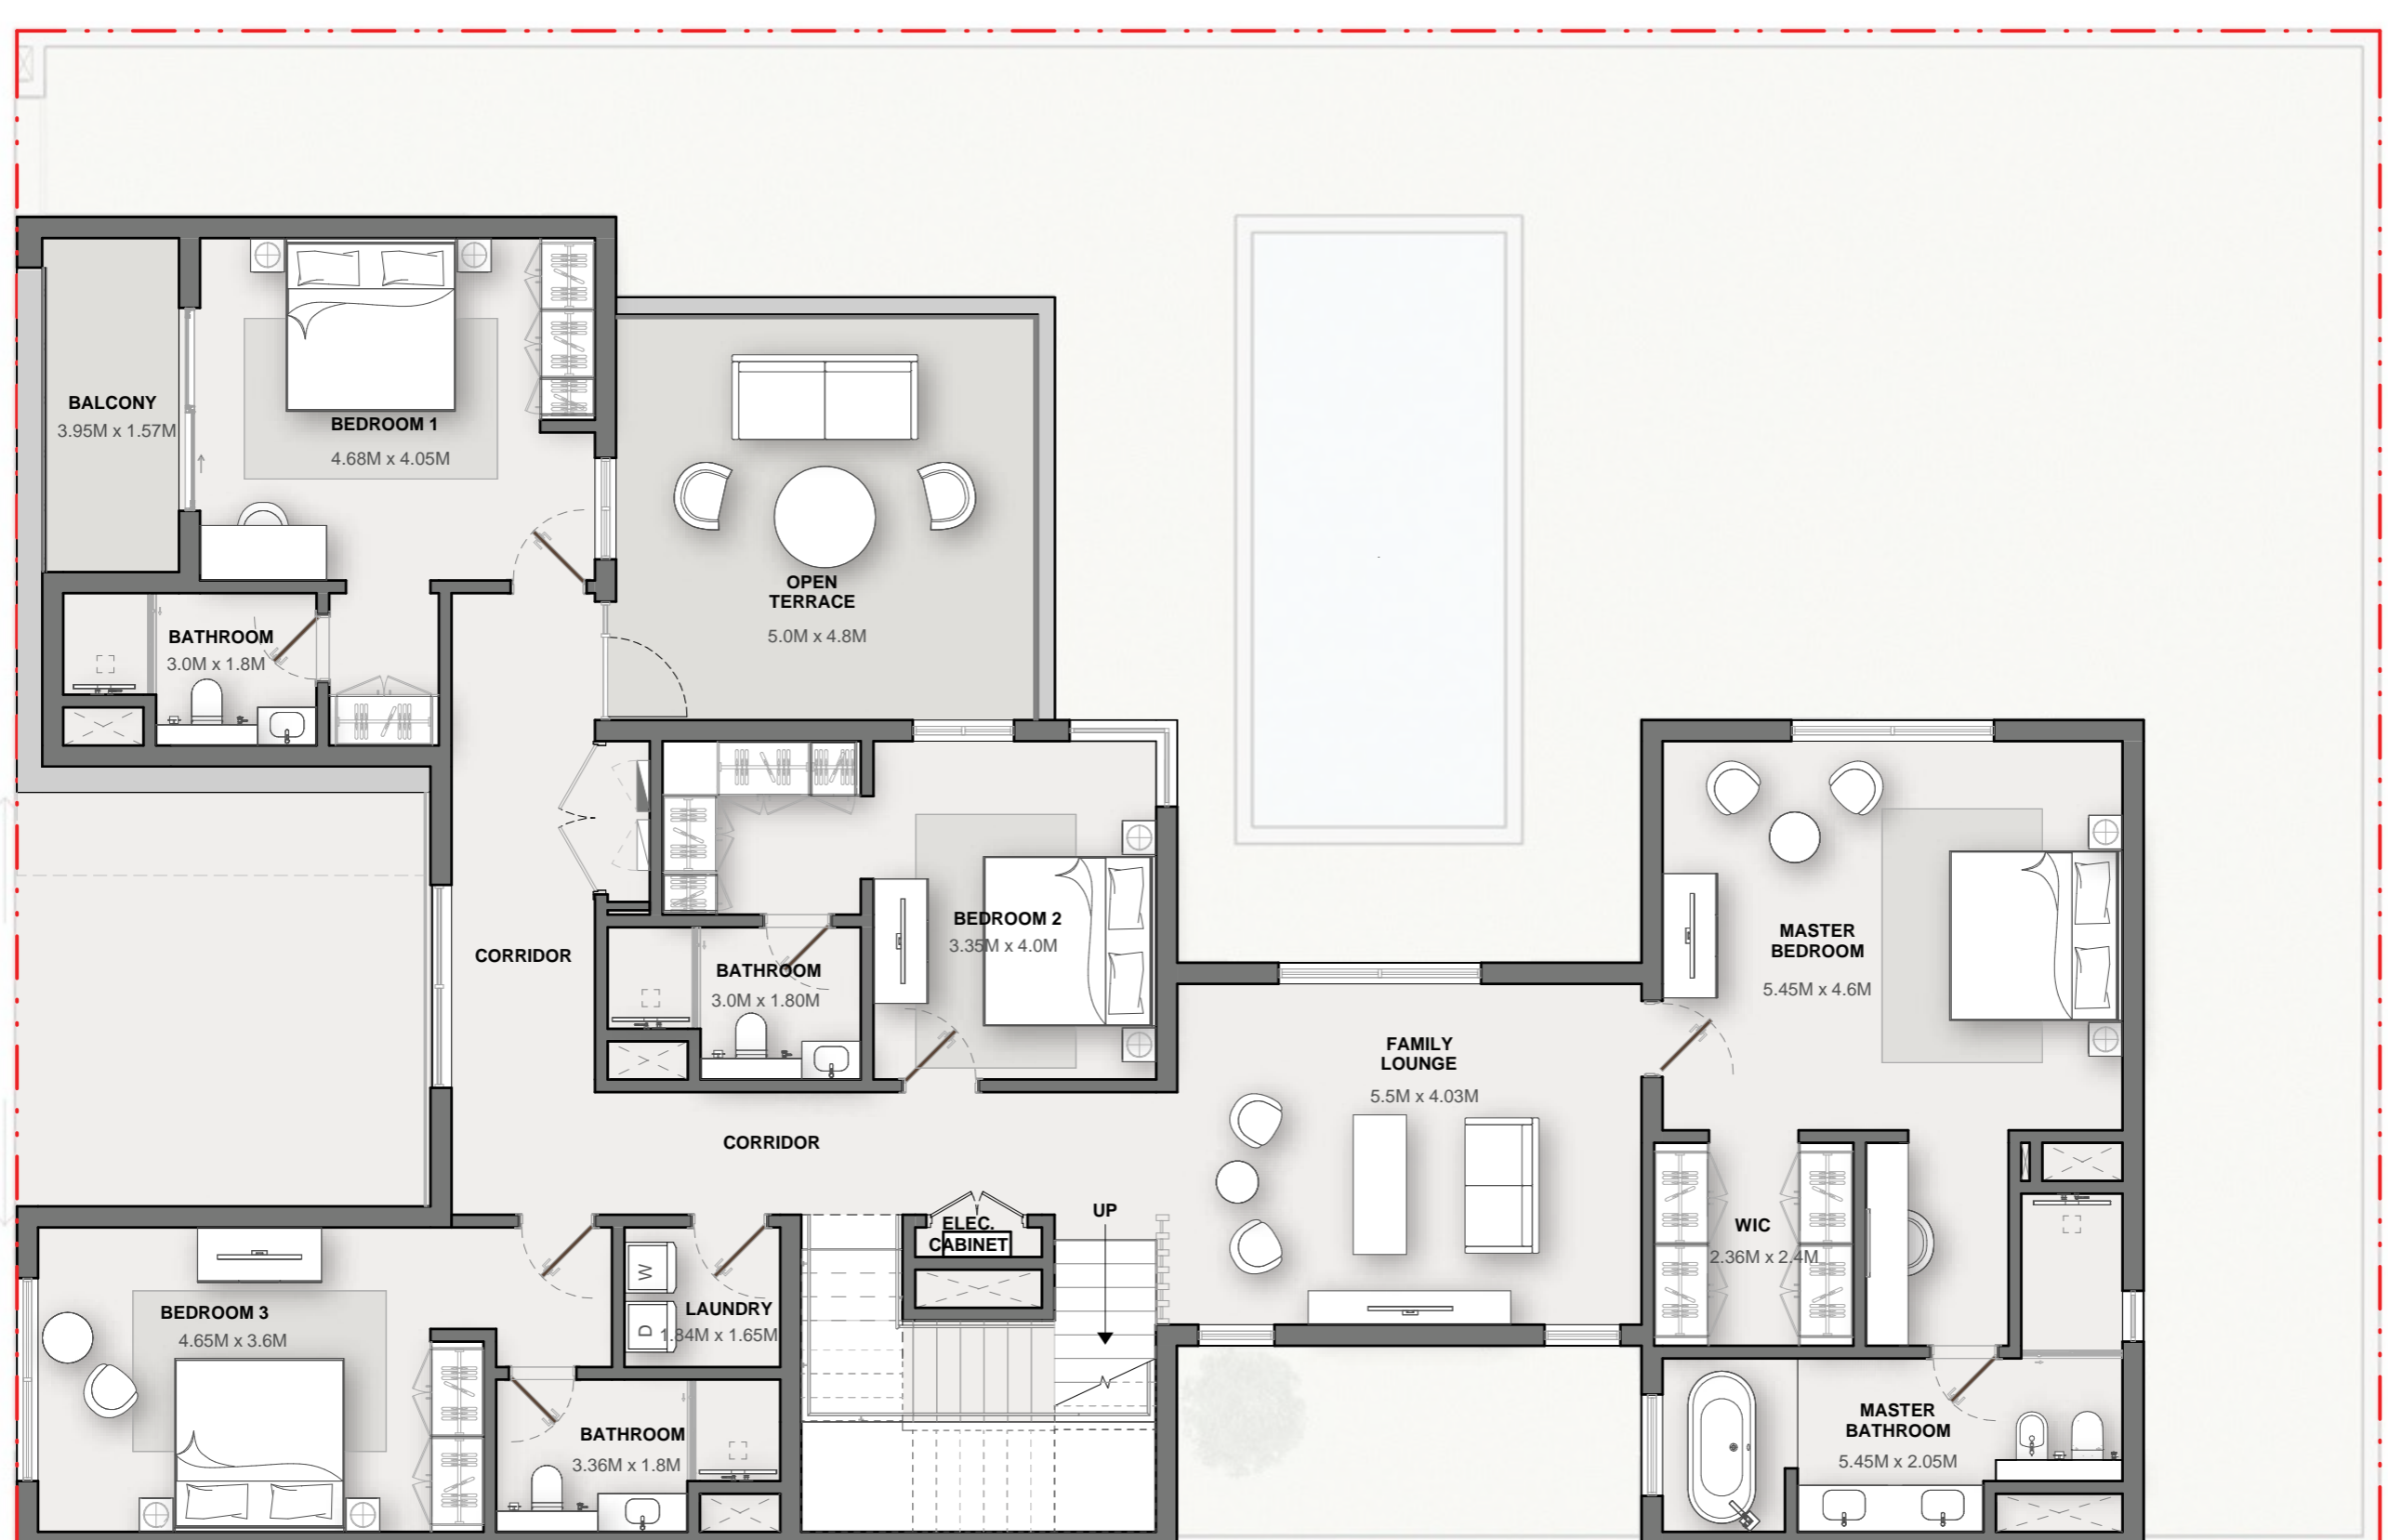 BALCONY
3.95M x 1.57M
BEDROOM 1
4.68M x 4.05M
OPEN
TERRACE
5.0M x 4.8M
BATHROOM
3.0M x 1.8M
CORRIDOR
BEDROOM 2
3.35M x 4.0M
BATHROOM
3.0M x 1.80M
MASTER
BEDROOM
5.45M x 4.6M
FAMILY
LOUNGE
5.5M x 4.03M
CORRIDOR
UP
ELEC.
CABINET
WIC
2.36M x 2.4M
W
D
LAUNDRY
1.84M x 1.65M
BEDROOM 3
4.65M x 3.6M
BATHROOM
3.36M x 1.8M
MASTER
BATHROOM
5.45M x 2.05M